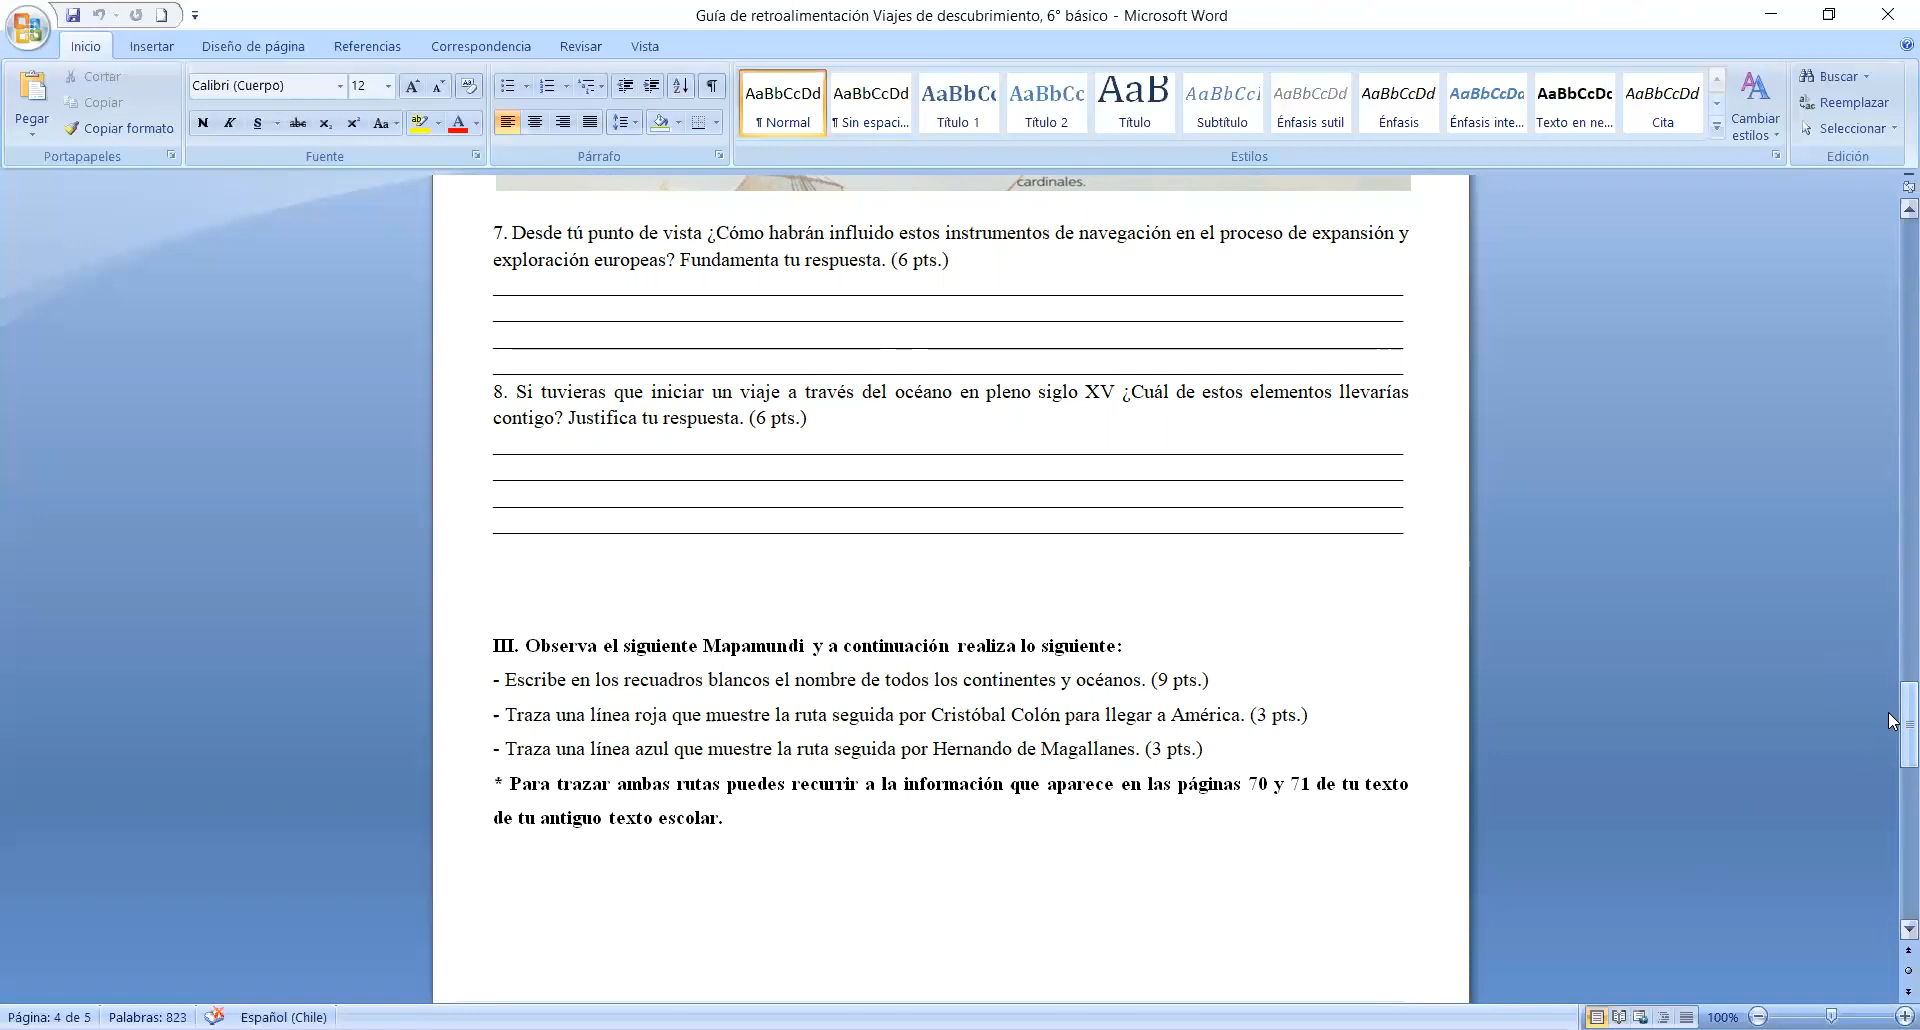 Guía de retroalimentación Viajes de descubrimiento, 6° básico - Microsoft Word
Inicio Insertar Diseño de página Referencias Correspondencia Revisar Vista
Pegar
Cortar
Copiar
Copiar formato
Portapapeles
Calibri (Cuerpo) 12
N K S abc x₂ x² Aa ab A
Fuente
Párrafo
AaBbCcDd AaBbCcDd AaBbCc AaBbCc AaB AaBbCcI AaBbCcDd AaBbCcDd AaBbCcDd AaBbCcDc AaBbCcDd
¶ Normal ¶ Sin espaci... Título 1 Título 2 Título Subtítulo Énfasis sutil Énfasis Énfasis inte... Texto en ne... Cita
Estilos
Cambiar
estilos
Buscar
Reemplazar
Seleccionar
Edición
cardinales.
7. Desde tú punto de vista ¿Cómo habrán influido estos instrumentos de navegación en el proceso de expansión y
exploración europeas? Fundamenta tu respuesta. (6 pts.)
8. Si tuvieras que iniciar un viaje a través del océano en pleno siglo XV ¿Cuál de estos elementos llevarías
contigo? Justifica tu respuesta. (6 pts.)
III. Observa el siguiente Mapamundi y a continuación realiza lo siguiente:
- Escribe en los recuadros blancos el nombre de todos los continentes y océanos. (9 pts.)
- Traza una línea roja que muestre la ruta seguida por Cristóbal Colón para llegar a América. (3 pts.)
- Traza una línea azul que muestre la ruta seguida por Hernando de Magallanes. (3 pts.)
* Para trazar ambas rutas puedes recurrir a la información que aparece en las páginas 70 y 71 de tu texto
de tu antiguo texto escolar.
Página: 4 de 5 Palabras: 823 Español (Chile) 100%